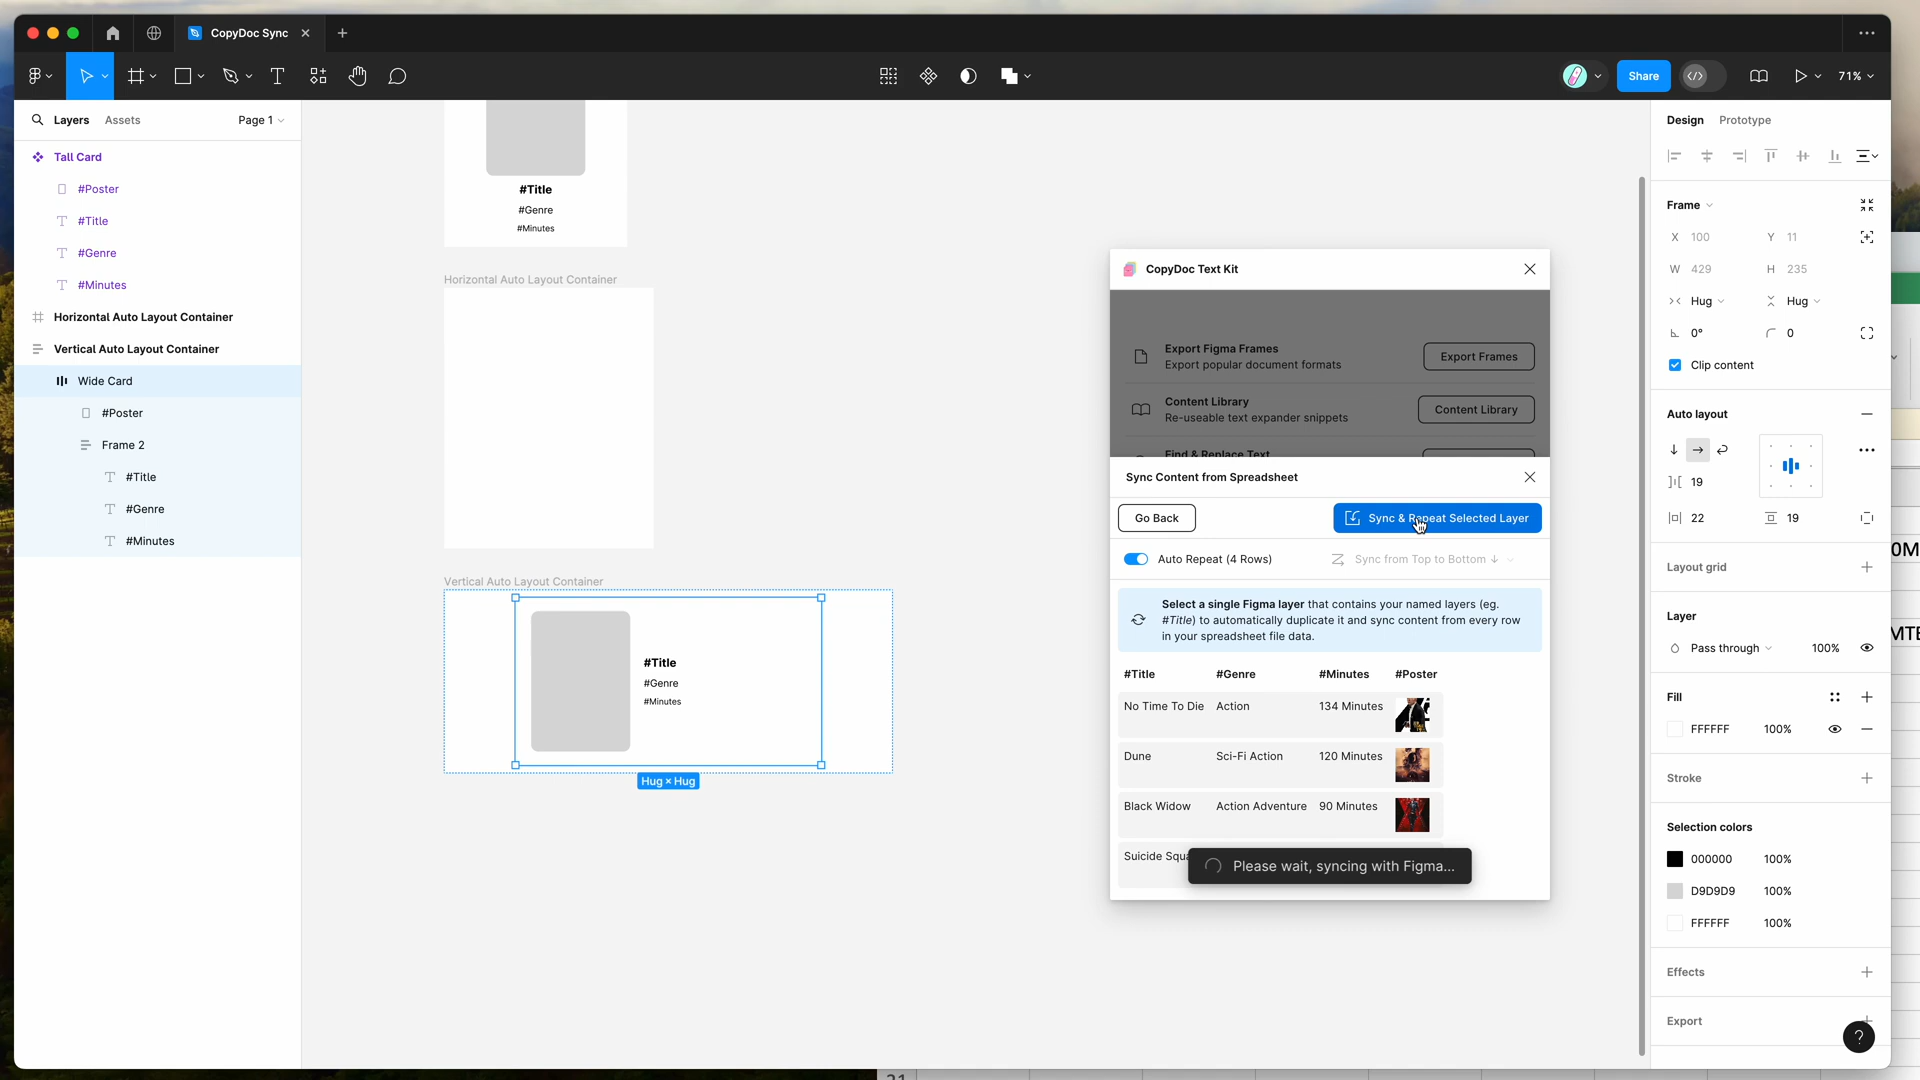 CopyDoc Sync
Share
71%
Layers
Assets
Page 1
Tall Card
#Poster
#Title
#Genre
#Minutes
Horizontal Auto Layout Container
Vertical Auto Layout Container
Wide Card
#Poster
Frame 2
#Title
#Genre
#Minutes
#Title
#Genre
#Minutes
Horizontal Auto Layout Container
Vertical Auto Layout Container
#Title
#Genre
#Minutes
Hug × Hug
CopyDoc Text Kit
Export Figma Frames
Export popular document formats
Export Frames
Content Library
Re-useable text expander snippets
Content Library
Find & Replace Text
Sync Content from Spreadsheet
Go Back
Sync & Repeat Selected Layer
Auto Repeat (4 Rows)
Sync from Top to Bottom ↓
Select a single Figma layer that contains your named layers (eg.
#Title) to automatically duplicate it and sync content from every row
in your spreadsheet file data.
#Title #Genre #Minutes #Poster
No Time To Die Action 134 Minutes
Dune Sci-Fi Action 120 Minutes
Black Widow Action Adventure 90 Minutes
Suicide Squa
Please wait, syncing with Figma...
Design
Prototype
Frame
X 100 Y 11
W 429 H 235
Hug Hug
0° 0
Clip content
Auto layout
19
22 19
Layout grid
Layer
Pass through 100%
Fill
FFFFFF 100%
Stroke
Selection colors
000000 100%
D9D9D9 100%
FFFFFF 100%
Effects
Export
?
0M
MTE
21